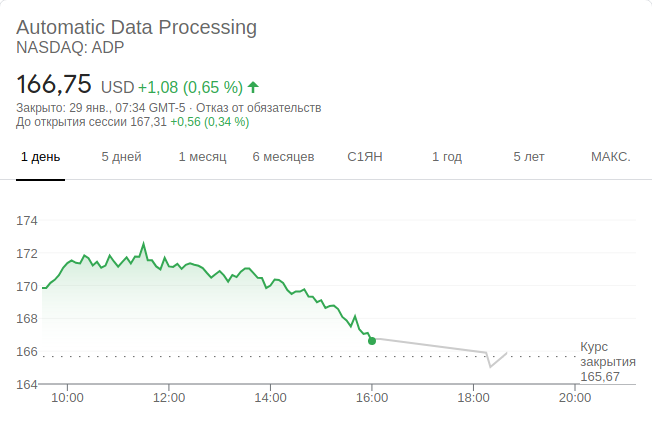 Automatic Data Processing
NASDAQ: ADP
166,75 USD +1,08 (0,65 %)
Закрыто: 29 янв., 07:34 GMT-5 · Отказ от обязательств
До открытия сессии 167,31 +0,56 (0,34 %)
1 день 5 дней 1 месяц 6 месяцев С1ЯН 1 год 5 лет МАКС.
174
172
170
168
166
164
Курс
закрытия
165,67
10:00 12:00 14:00 16:00 18:00 20:00